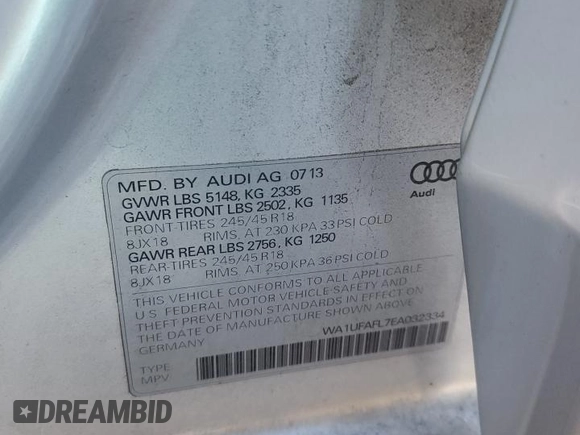 MFD. BY AUDI AG 07 13
GVWR LBS 5148, KG 2335
GAWR FRONT LBS 2502, KG 1135
FRONT-TIRES 245/45 R18
8JX18 RIMS, AT 230 KPA 33 PSI COLD
GAWR REAR LBS 2756, KG 1250
REAR-TIRES 245/45 R18
8JX18 RIMS, AT 250 KPA 36 PSI COLD
THIS VEHICLE CONFORMS TO ALL APPLICABLE
U.S FEDERAL MOTOR VEHICLE SAFETY AND
THEFT PREVENTION STANDARDS IN EFFECT ON
THE DATE OF MANUFACTURE SHOWN ABOVE
GERMANY
WA1UFAFL7EA032334
TYPE:
MPV
Audi
DREAMBID